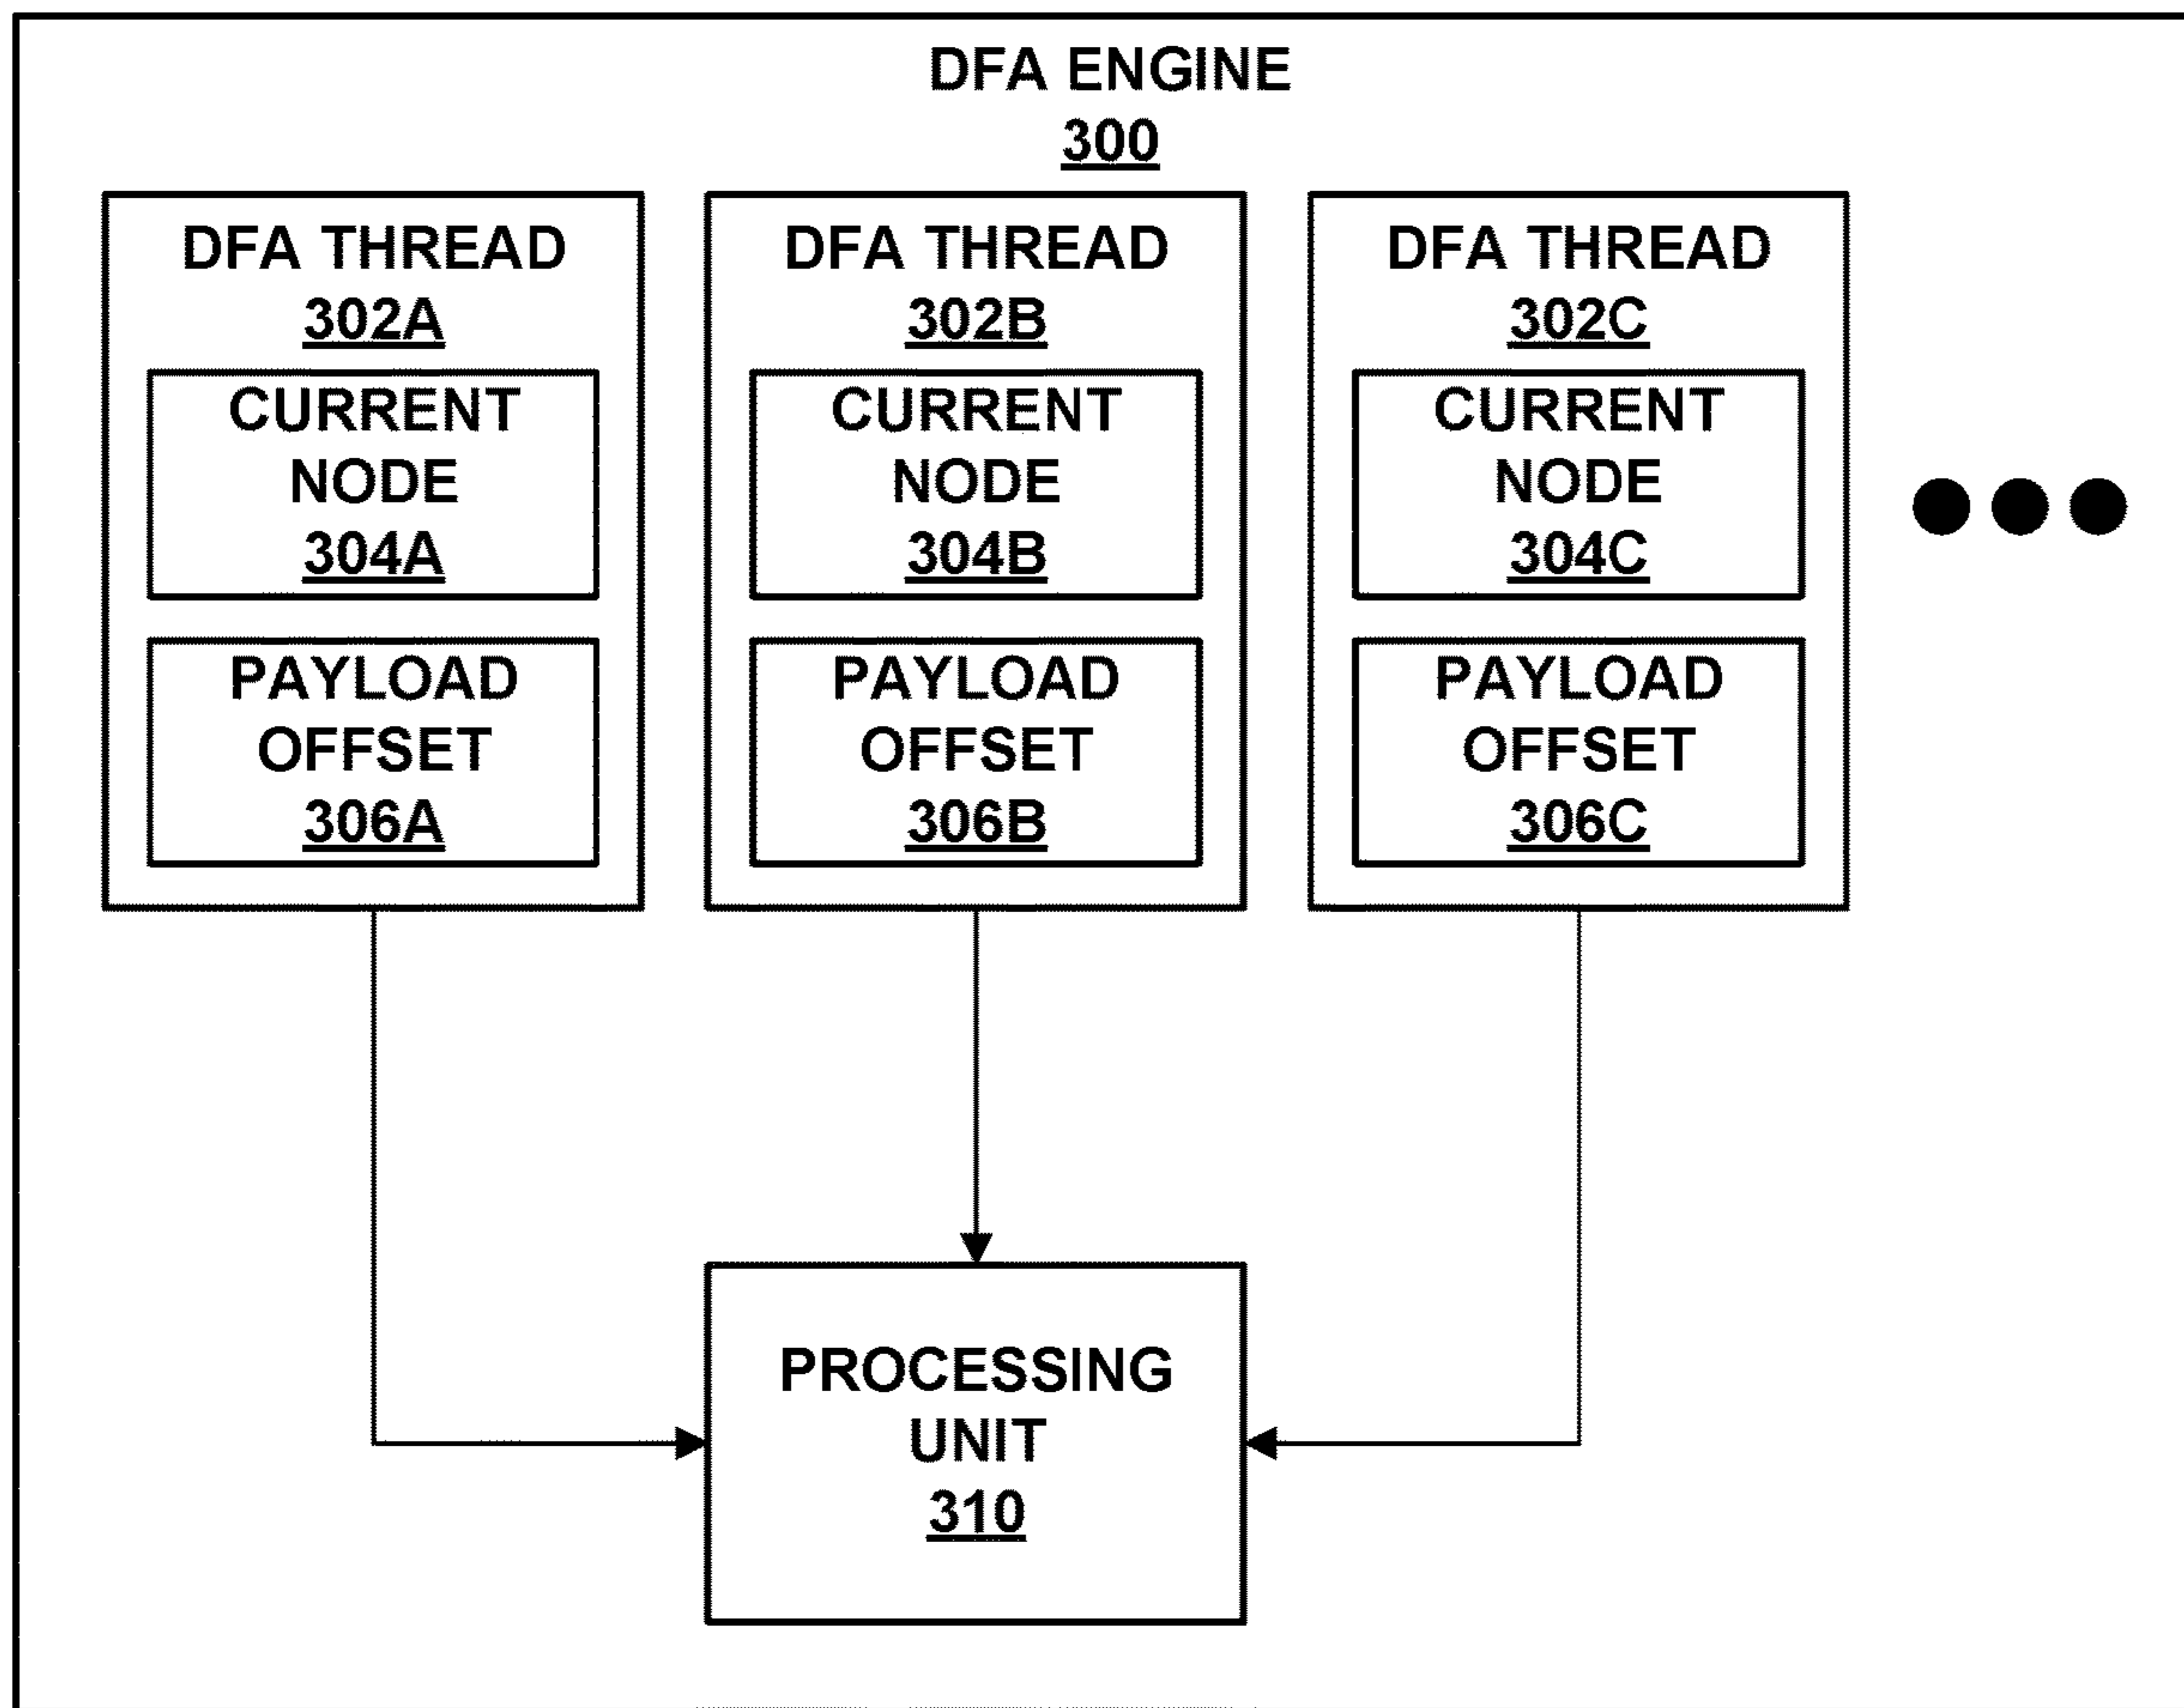 DFA ENGINE
300
DFA THREAD
302A
CURRENT
NODE
304A
PAYLOAD
OFFSET
306A
DFA THREAD
302B
CURRENT
NODE
304B
PAYLOAD
OFFSET
306B
DFA THREAD
302C
CURRENT
NODE
304C
PAYLOAD
OFFSET
306C
PROCESSING
UNIT
310